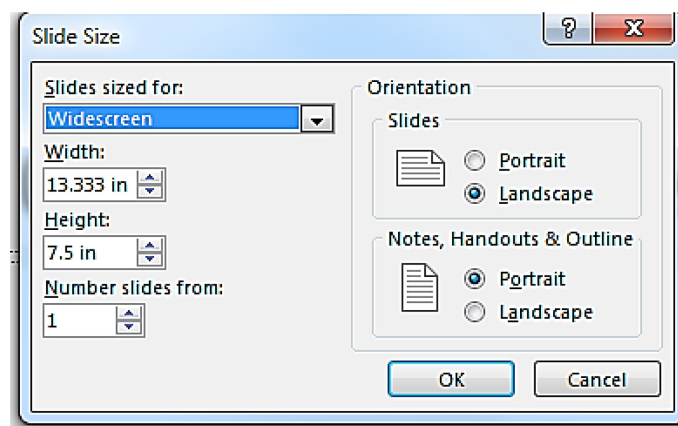 Slide Size
?
Slides sized for:
Widescreen
Width:
13.333 in
Height:
7.5 in
Number slides from:
1
Orientation
Slides
Portrait
Landscape
Notes, Handouts & Outline
Portrait
Landscape
OK
Cancel